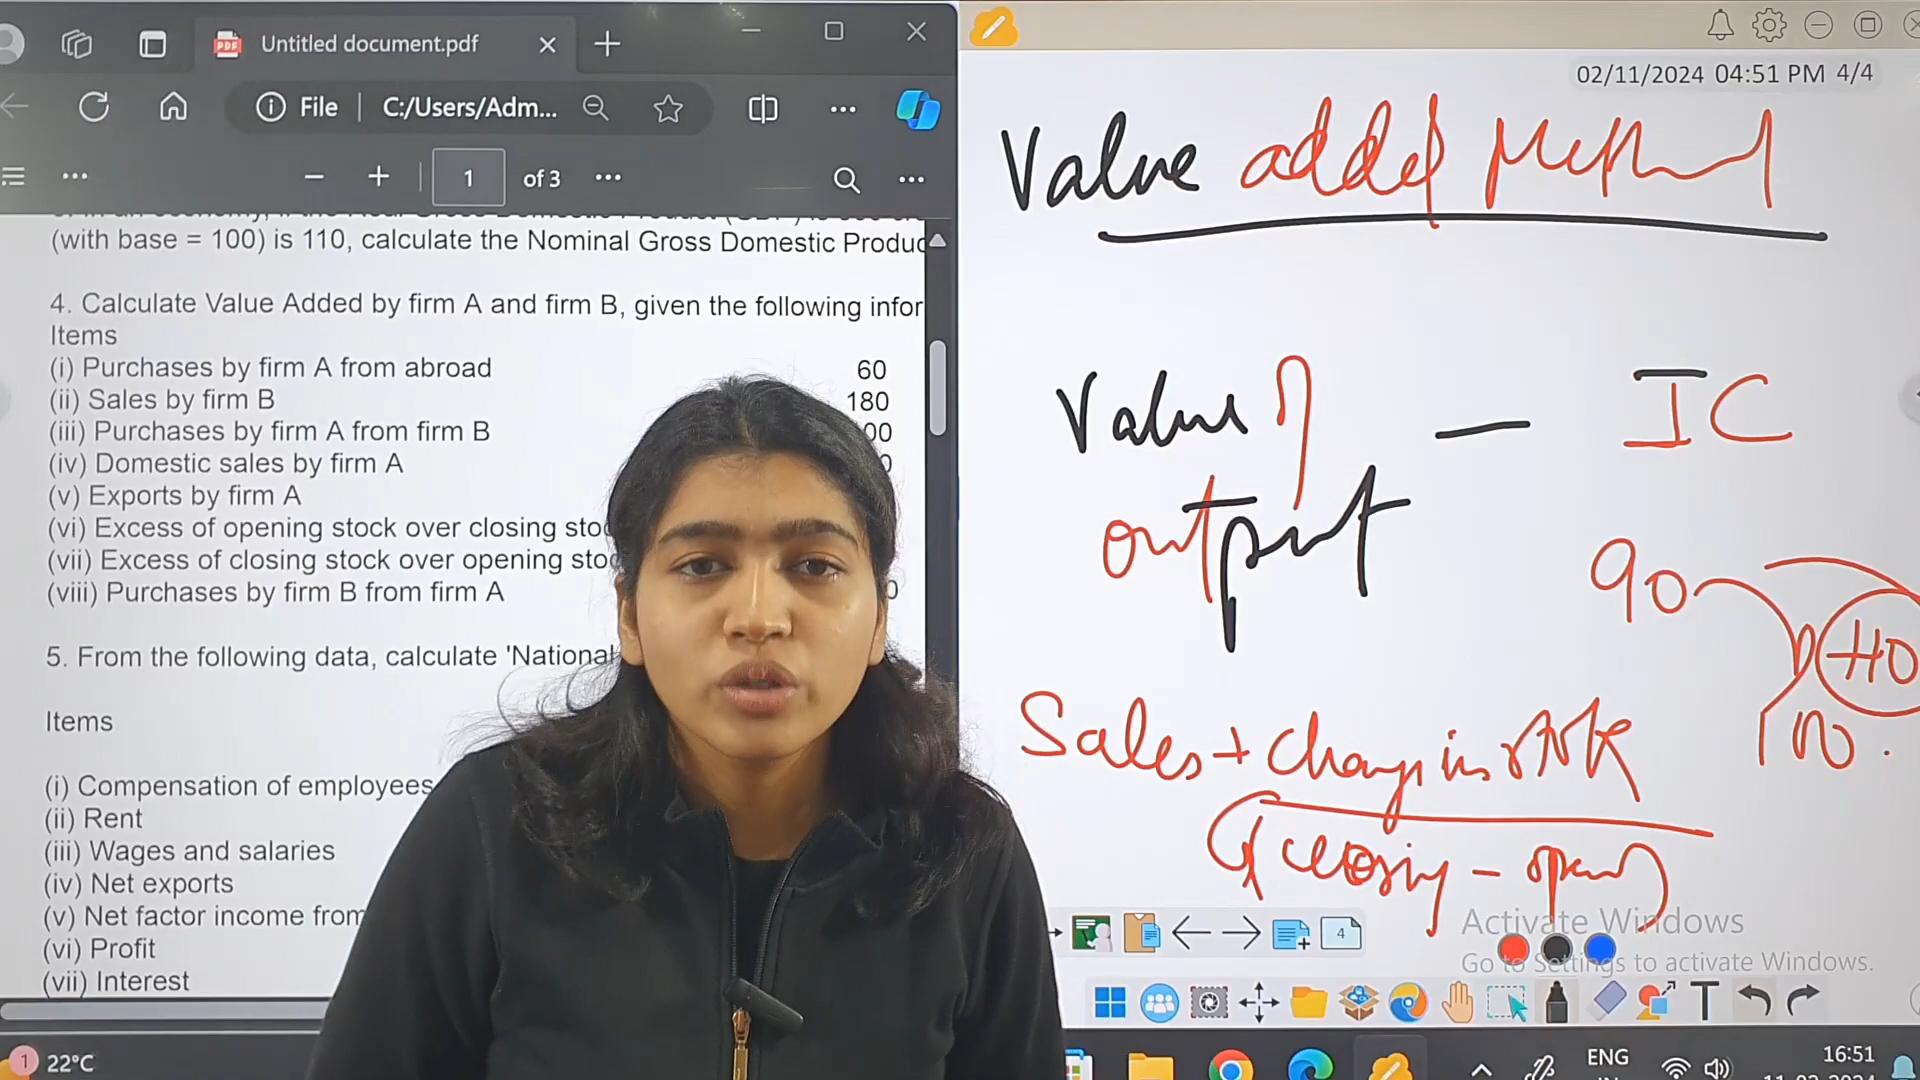 Untitled document.pdf
File
C:/Users/Adm...
1
of 3
(with base = 100) is 110, calculate the Nominal Gross Domestic Produc
4. Calculate Value Added by firm A and firm B, given the following infor
Items
(i) Purchases by firm A from abroad 60
(ii) Sales by firm B 180
(iii) Purchases by firm A from firm B
(iv) Domestic sales by firm A
(v) Exports by firm A
(vi) Excess of opening stock over closing
(vii) Excess of closing stock over opening
(viii) Purchases by firm B from firm A
5. From the following data, calculate 'National
Items
(i) Compensation of employees
(ii) Rent
(iii) Wages and salaries
(iv) Net exports
(v) Net factor income from
(vi) Profit
(vii) Interest
1
22°C
02/11/2024 04:51 PM 4/4
Value added Method
Value of output — IC
90
Sales + change in stock
(closing - opening)
Activate Windows
Go to Settings to activate Windows.
4
ENG
16:51